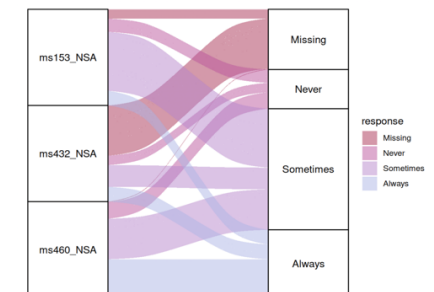 ms153_NSA
ms432_NSA
ms460_NSA
Missing
Never
Sometimes
Always
response
Missing
Never
Sometimes
Always